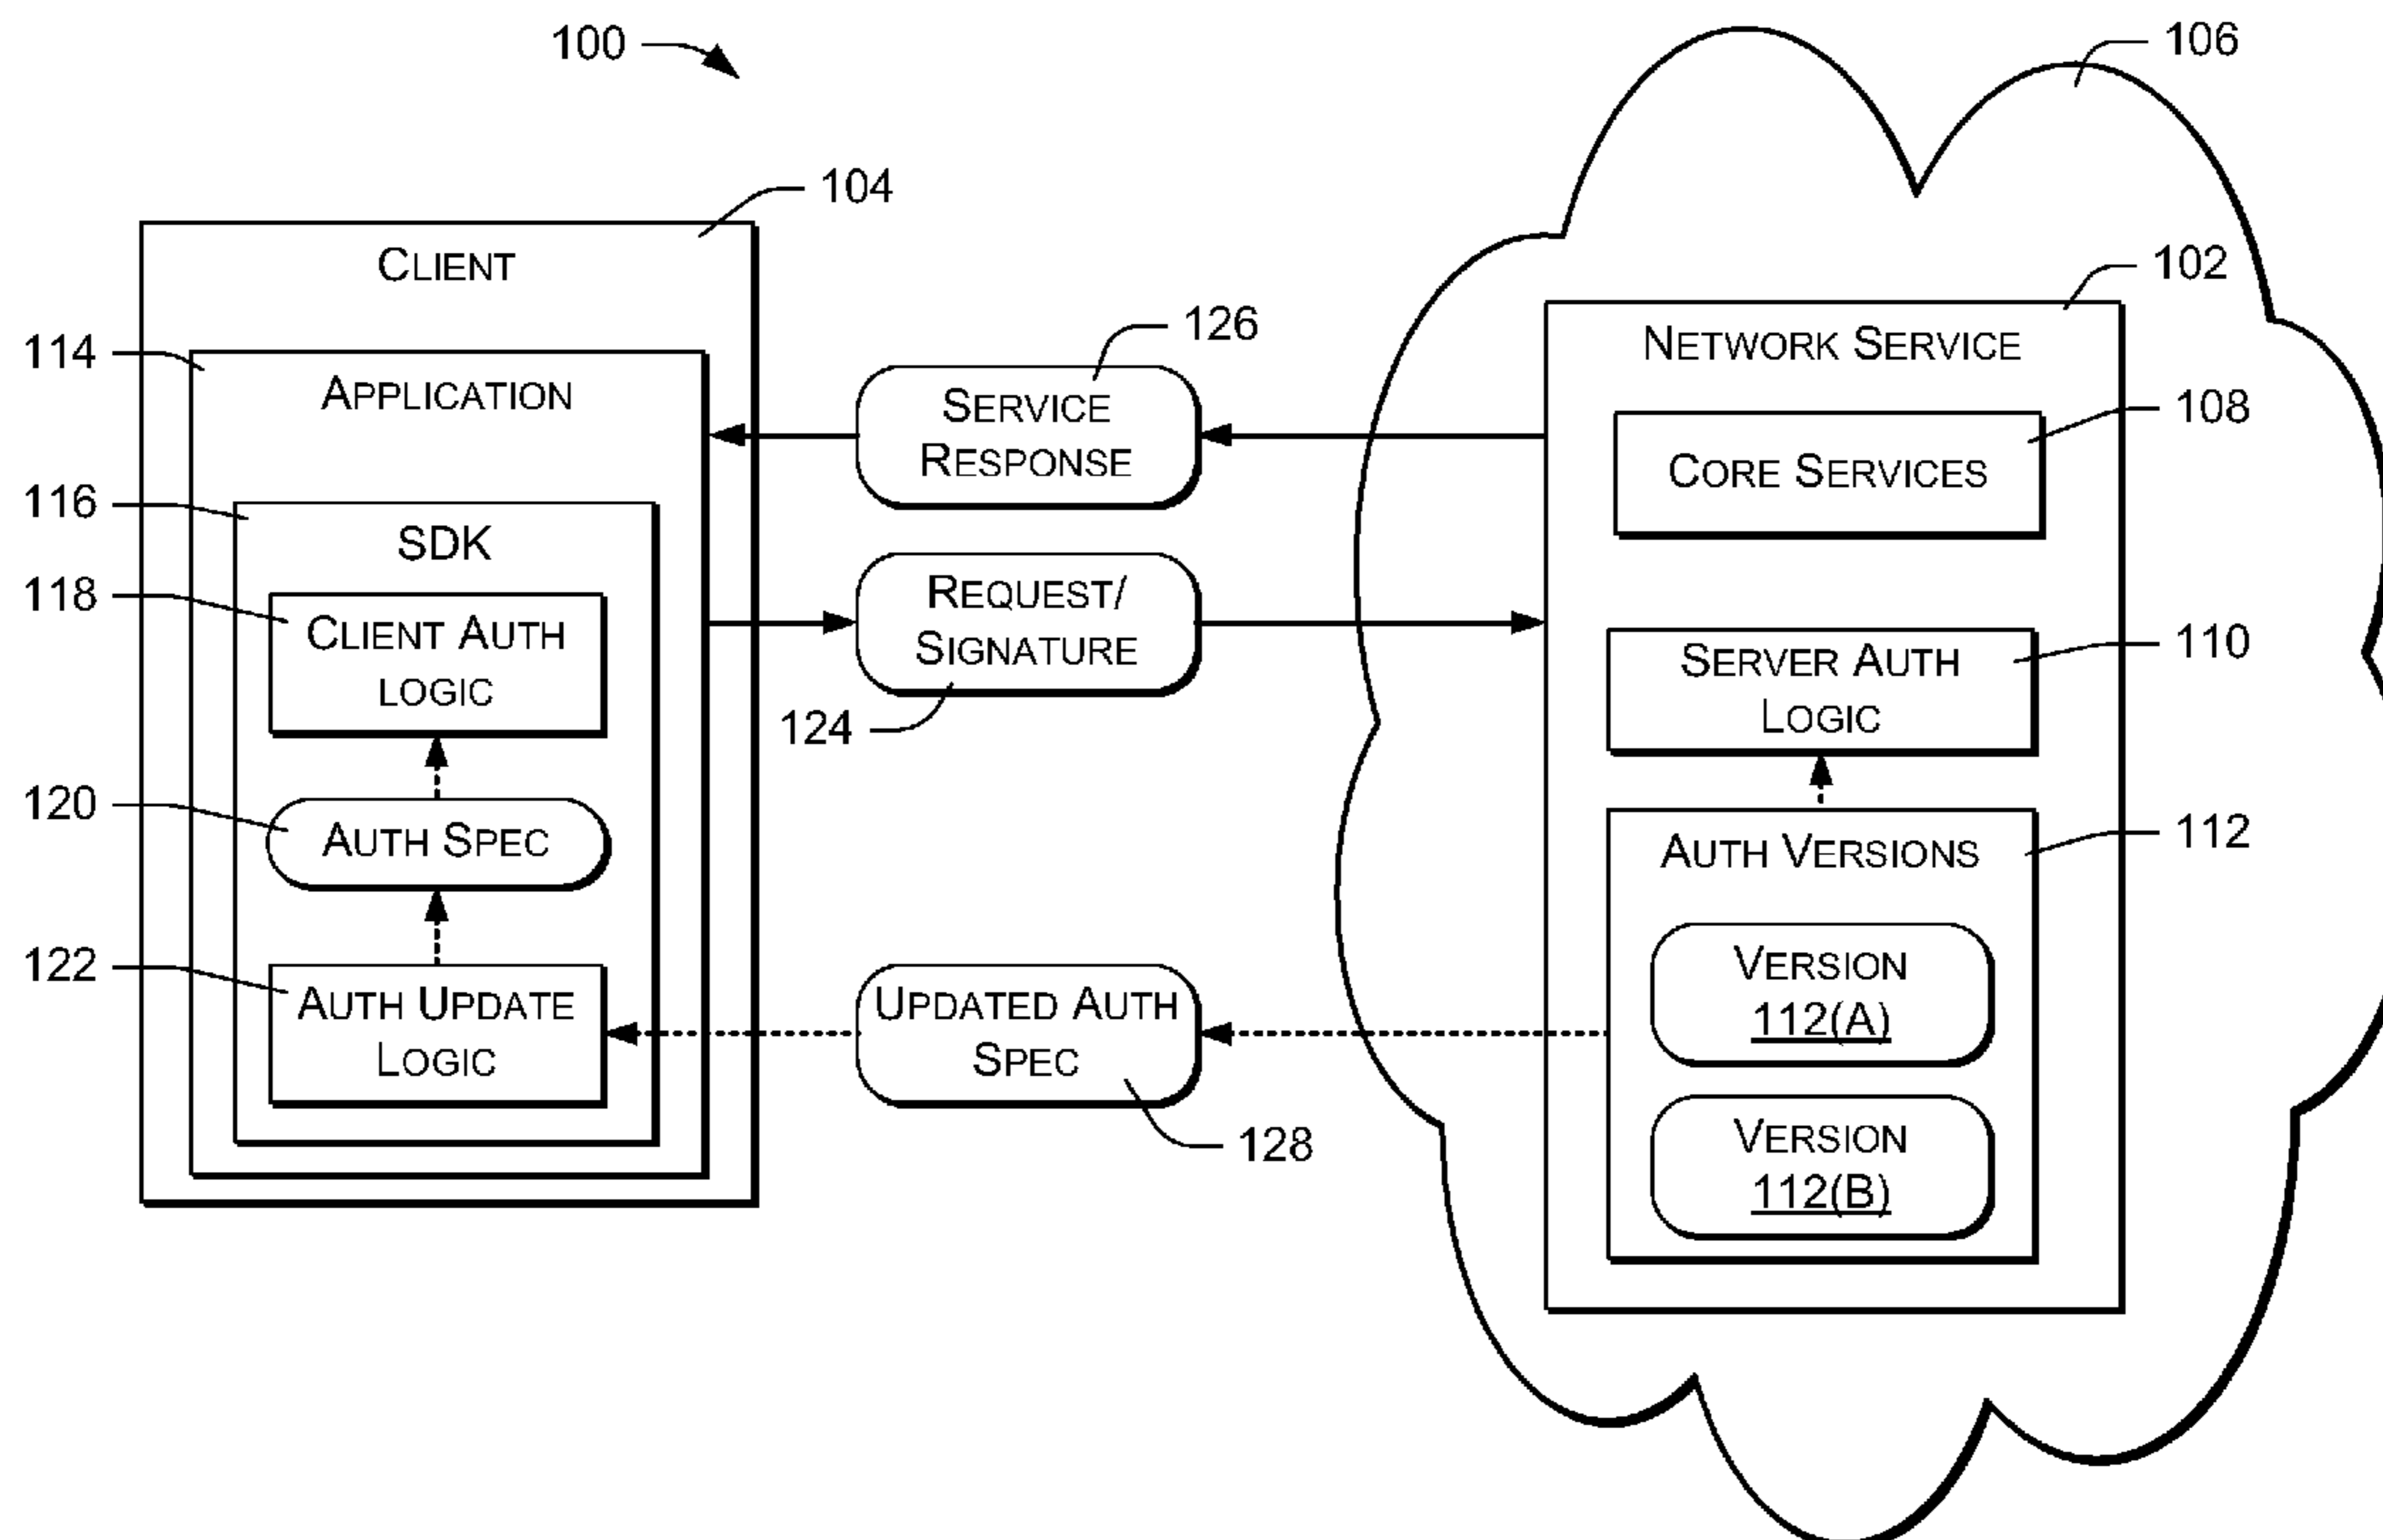 100
106
104
CLIENT
102
126
NETWORK SERVICE
114
APPLICATION
SERVICE
RESPONSE
108
CORE SERVICES
116
SDK
118
CLIENT AUTH
LOGIC
REQUEST/
SIGNATURE
124
110
SERVER AUTH
LOGIC
120
AUTH SPEC
112
AUTH VERSIONS
122
AUTH UPDATE
LOGIC
UPDATED AUTH
SPEC
128
VERSION
112(A)
VERSION
112(B)